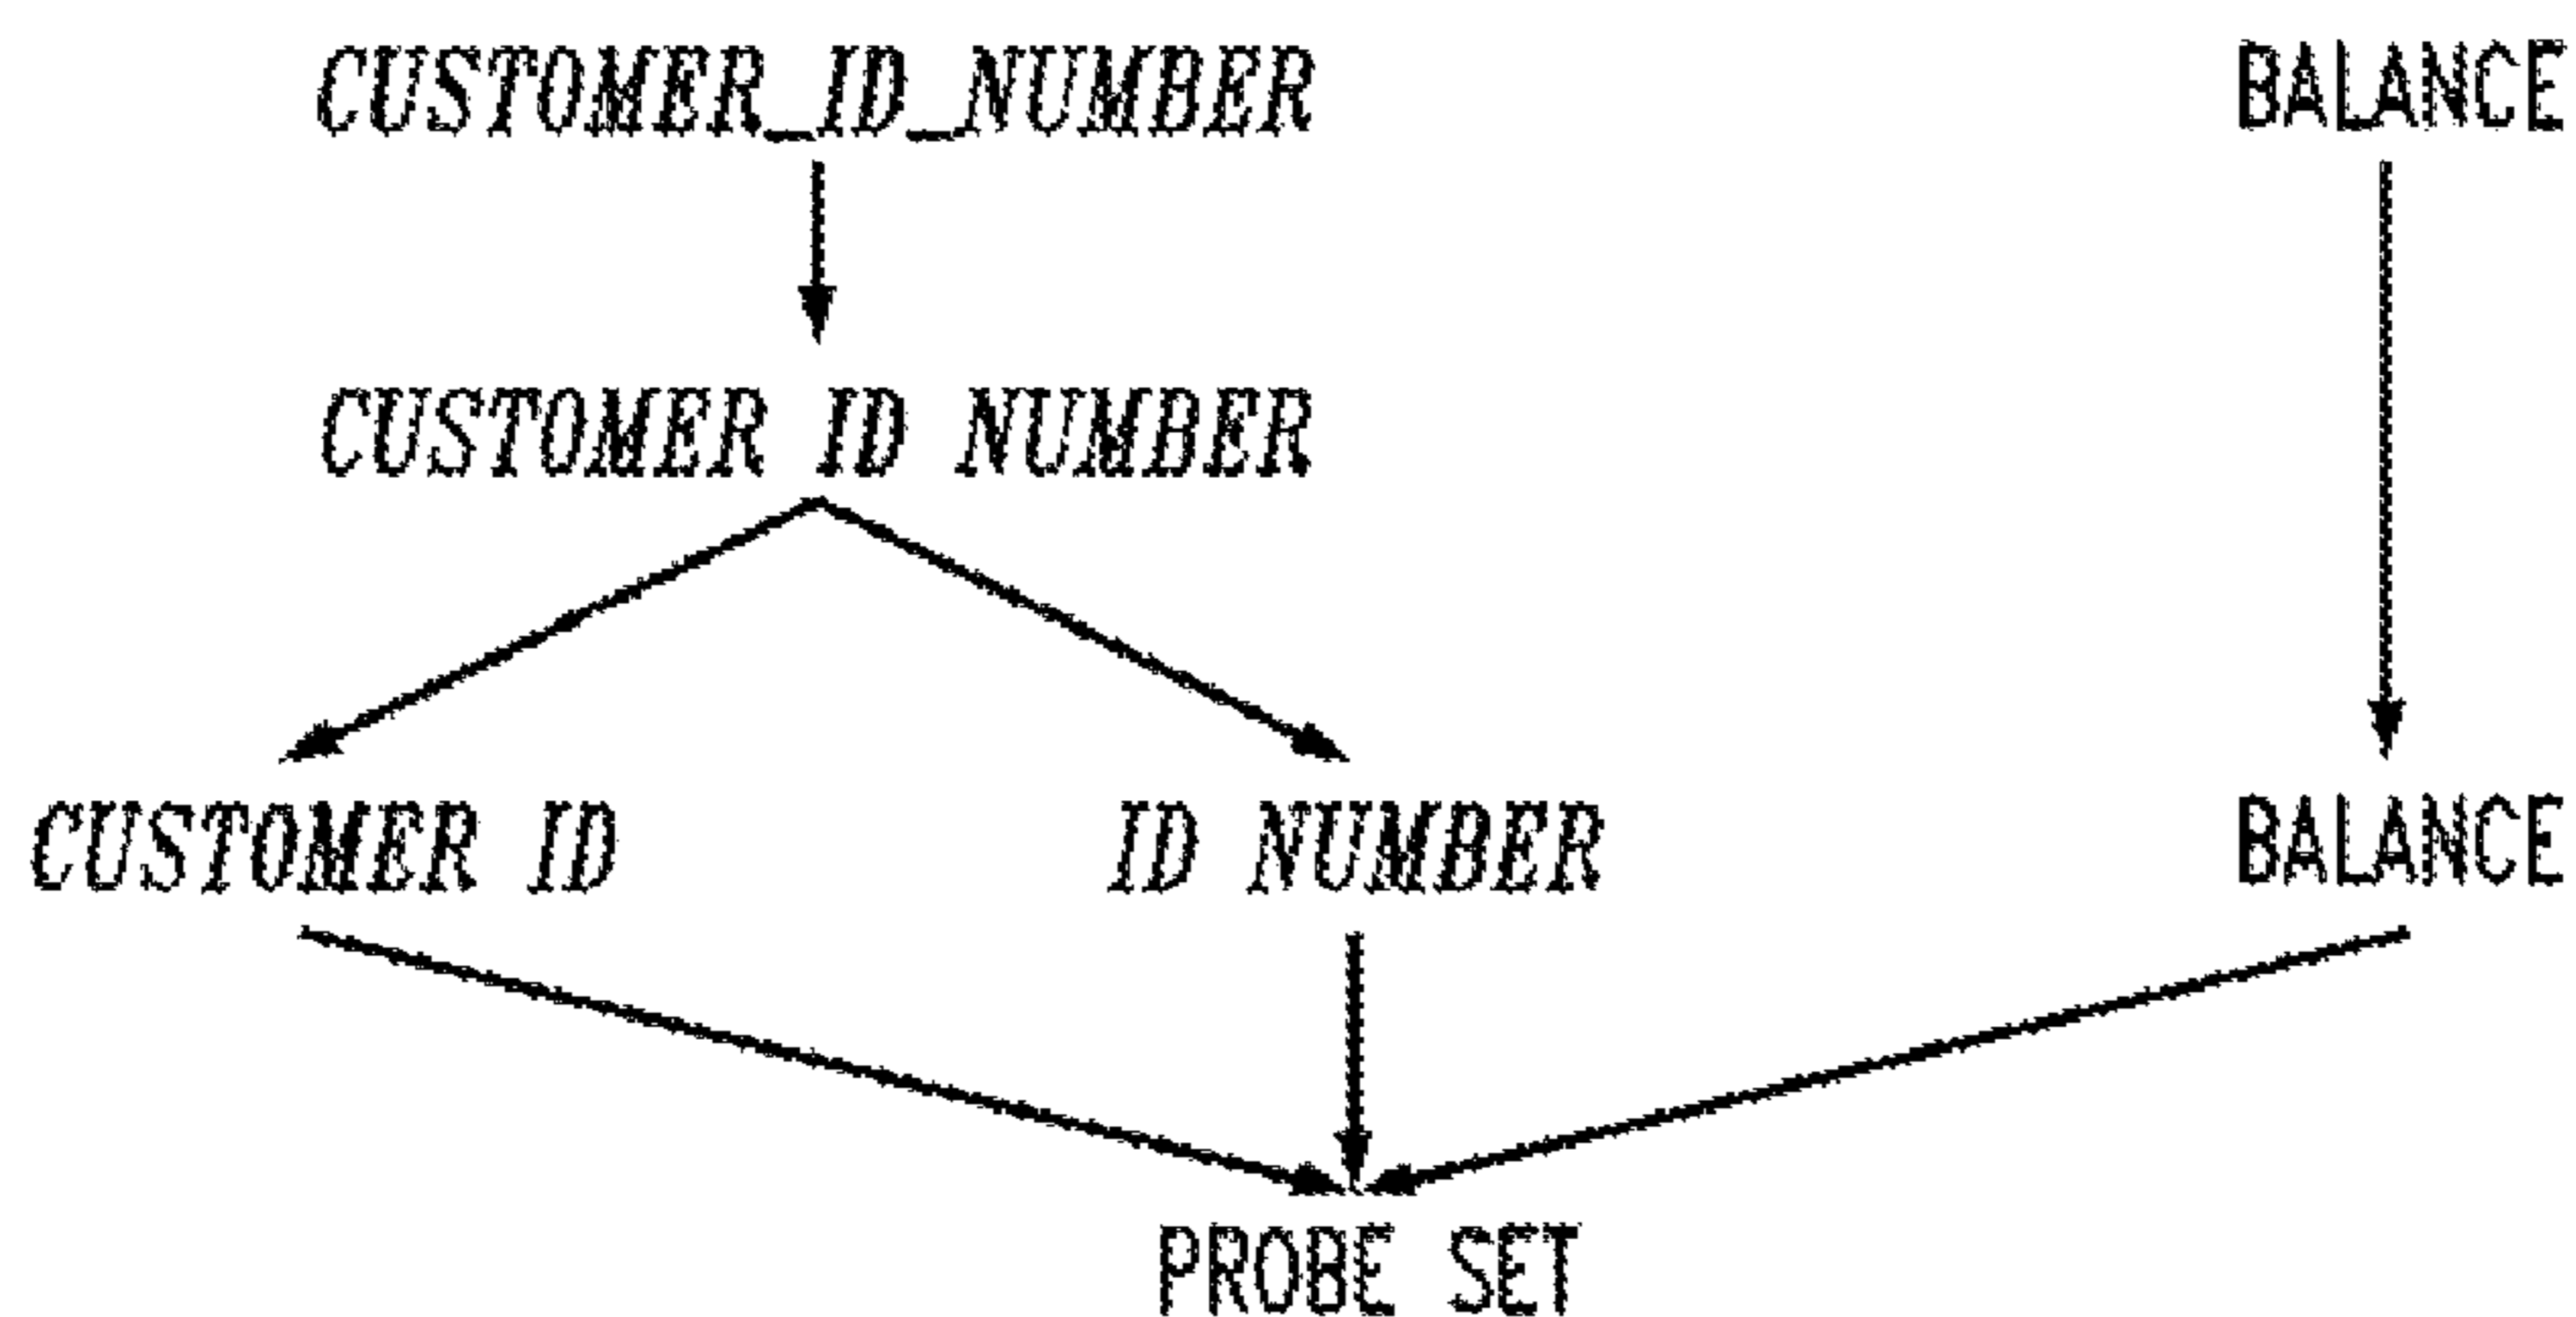 CUSTOMER_ID_NUMBER BALANCE
CUSTOMER ID NUMBER
CUSTOMER ID ID NUMBER BALANCE
PROBE SET